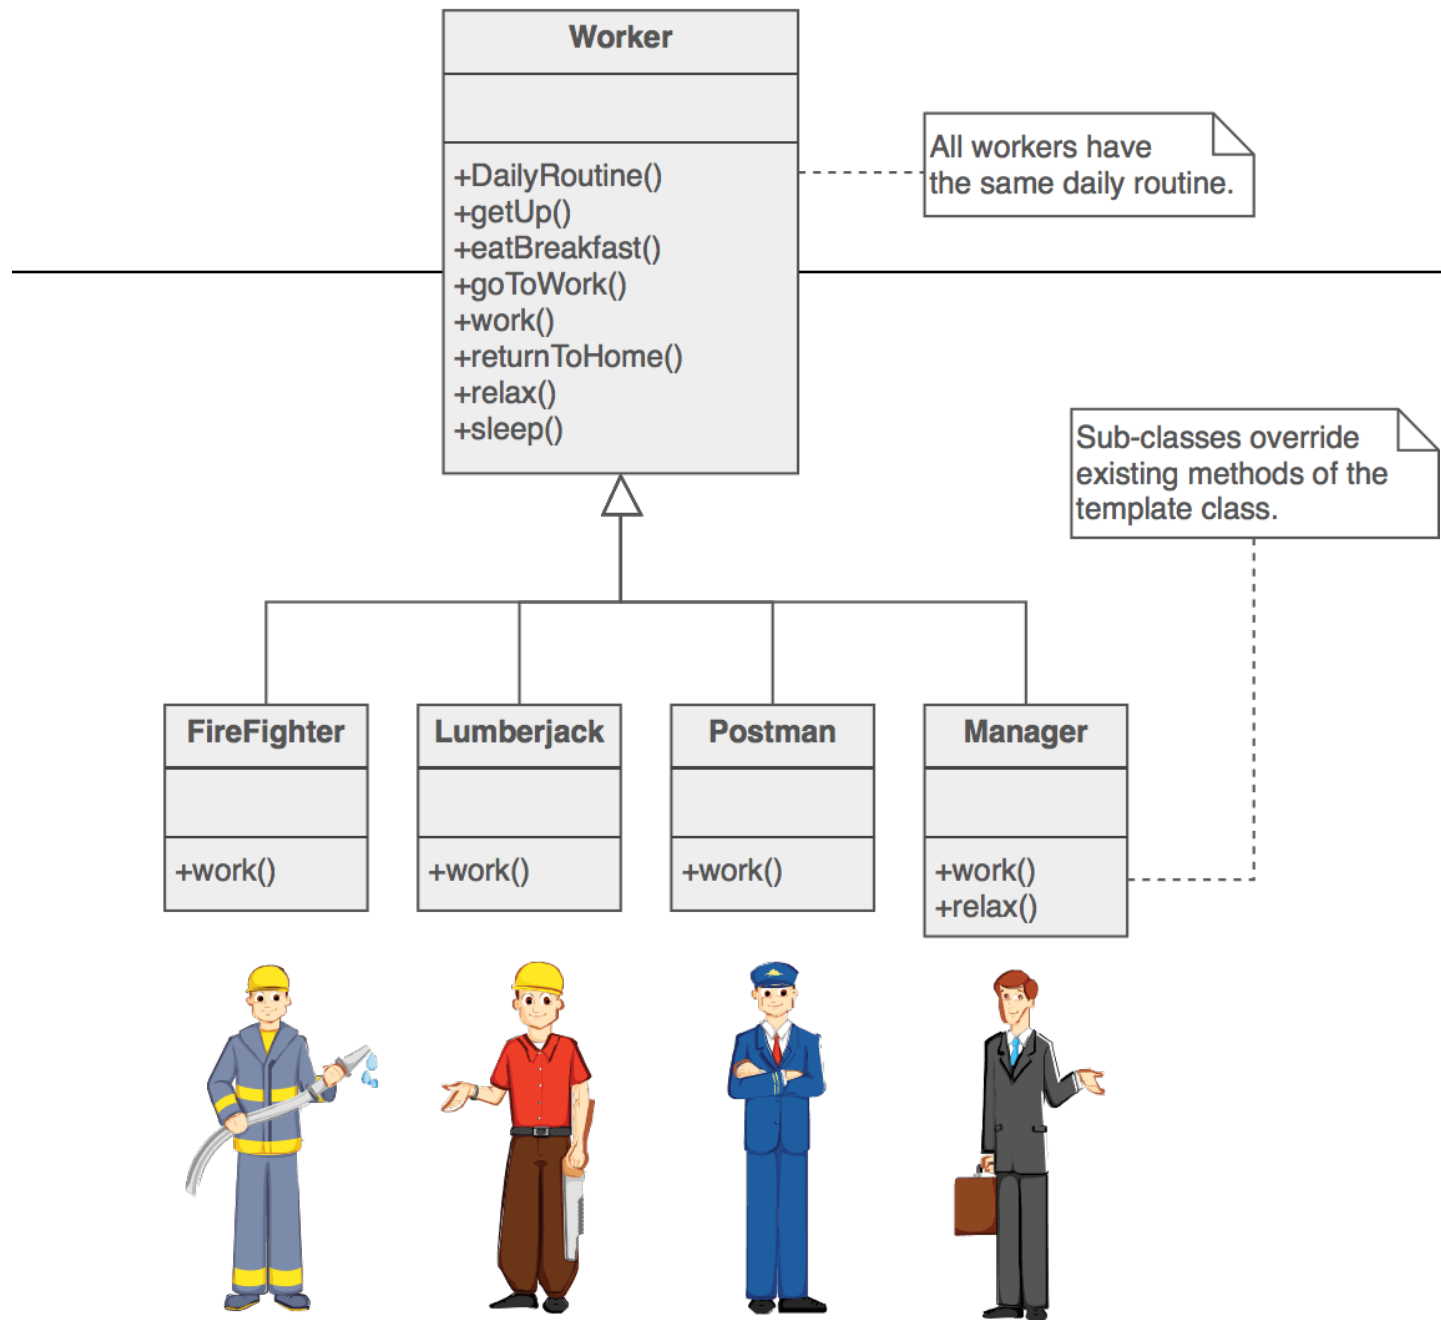 Worker
+DailyRoutine()
+getUp()
+eatBreakfast()
+goToWork()
+work()
+returnToHome()
+relax()
+sleep()
All workers have
the same daily routine.
Sub-classes override
existing methods of the
template class.
FireFighter
+work()
Lumberjack
+work()
Postman
+work()
Manager
+work()
+relax()